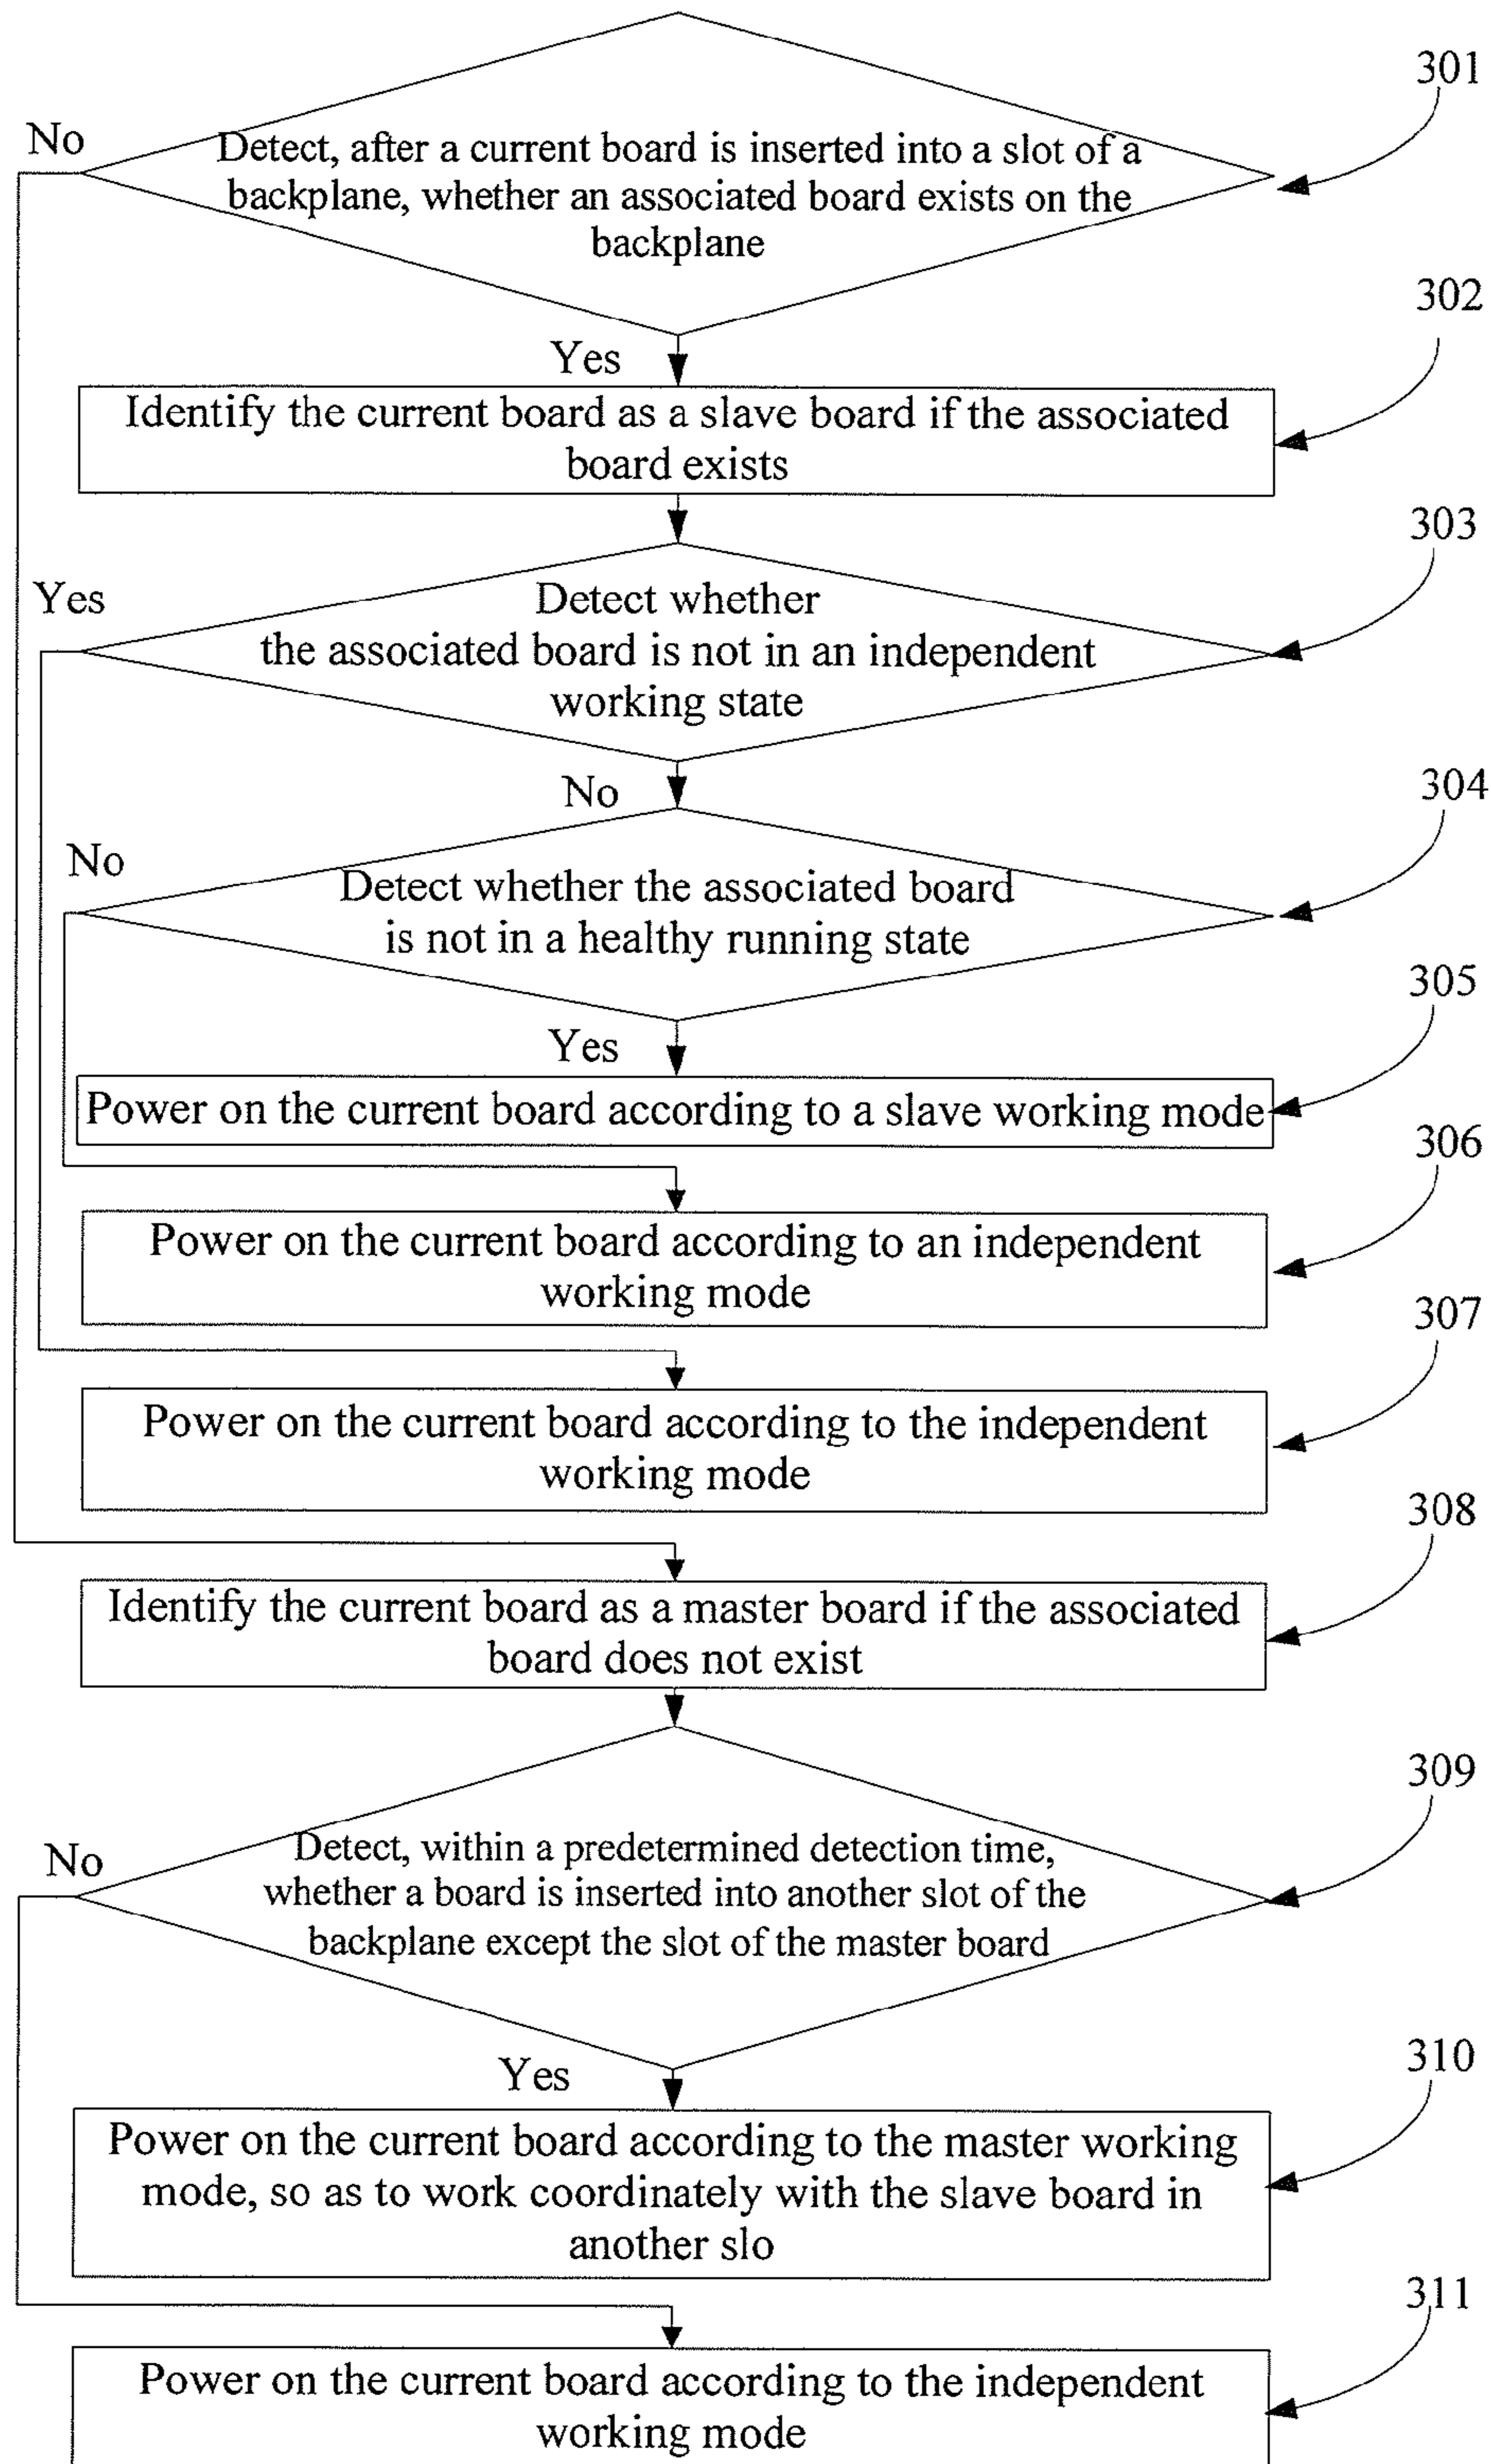 301
No
Detect, after a current board is inserted into a slot of a
backplane, whether an associated board exists on the
backplane
302
Yes
Identify the current board as a slave board if the associated
board exists
303
Yes
Detect whether
the associated board is not in an independent
working state
304
No
No
Detect whether the associated board
is not in a healthy running state
305
Yes
Power on the current board according to a slave working mode
306
Power on the current board according to an independent
working mode
307
Power on the current board according to the independent
working mode
308
Identify the current board as a master board if the associated
board does not exist
309
No
Detect, within a predetermined detection time,
whether a board is inserted into another slot of the
backplane except the slot of the master board
310
Yes
Power on the current board according to the master working
mode, so as to work coordinately with the slave board in
another slo
311
Power on the current board according to the independent
working mode